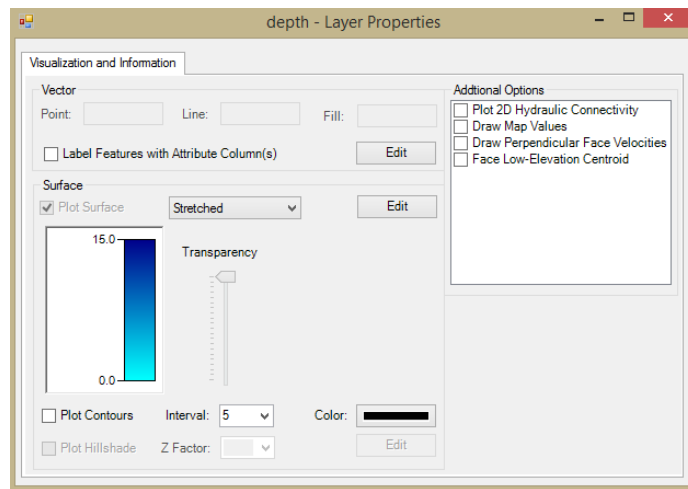 depth - Layer Properties
Visualization and Information
Vector
Point: Line: Fill:
Label Features with Attribute Column(s) Edit
Surface
Plot Surface Stretched Edit
15.0
Transparency
0.0
Plot Contours Interval: 5 Color:
Plot Hillshade Z Factor: Edit
Addtional Options
Plot 2D Hydraulic Connectivity
Draw Map Values
Draw Perpendicular Face Velocities
Face Low-Elevation Centroid